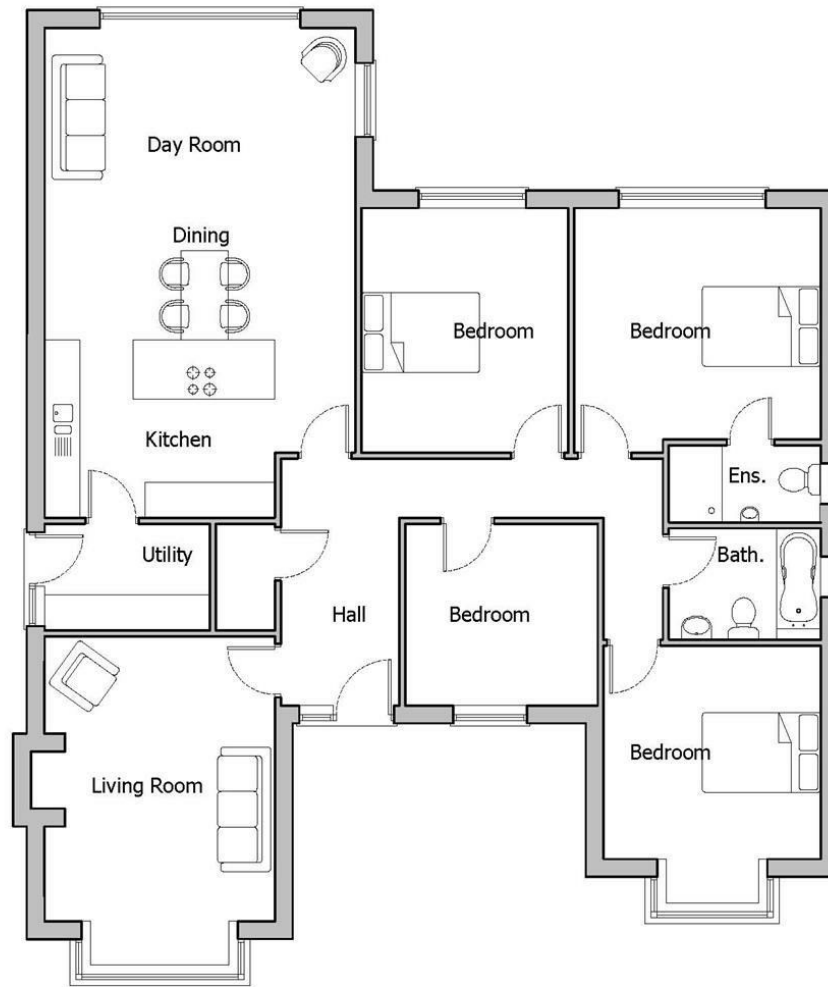 Day Room
Dining
Bedroom
Bedroom
Kitchen
Ens.
Utility
Bath.
Hall
Bedroom
Bedroom
Living Room